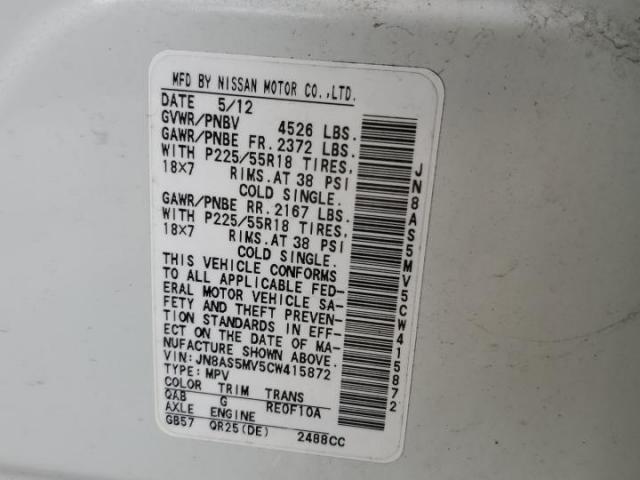 MFD BY NISSAN MOTOR CO.,LTD.
DATE 5/12
GVWR/PNBV 4526 LBS.
GAWR/PNBE FR. 2372 LBS.
WITH P225/55R18 TIRES,
18X7 RIMS.AT 38 PSI
COLD SINGLE.
GAWR/PNBE RR. 2167 LBS.
WITH P225/55R18 TIRES,
18X7 RIMS.AT 38 PSI
COLD SINGLE.
THIS VEHICLE CONFORMS
TO ALL APPLICABLE FED-
ERAL MOTOR VEHICLE SA-
FETY AND THEFT PREVEN-
TION STANDARDS IN EFF-
ECT ON THE DATE OF MA-
NUFACTURE SHOWN ABOVE.
VIN: JN8AS5MV5CW415872
TYPE: MPV
COLOR TRIM TRANS
QAB G RE0F10A
AXLE ENGINE
GB57 QR25(DE) 2488CC
JN8AS5MV5CW415872